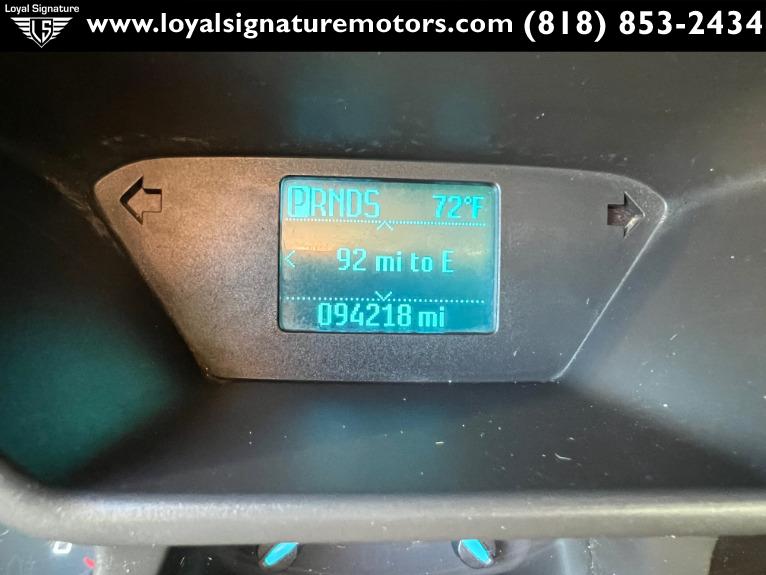 Loyal Signature
LS
www.loyalsignaturemotors.com (818) 853-2434
PRNDS 72°F
92 mi to E
094218 mi